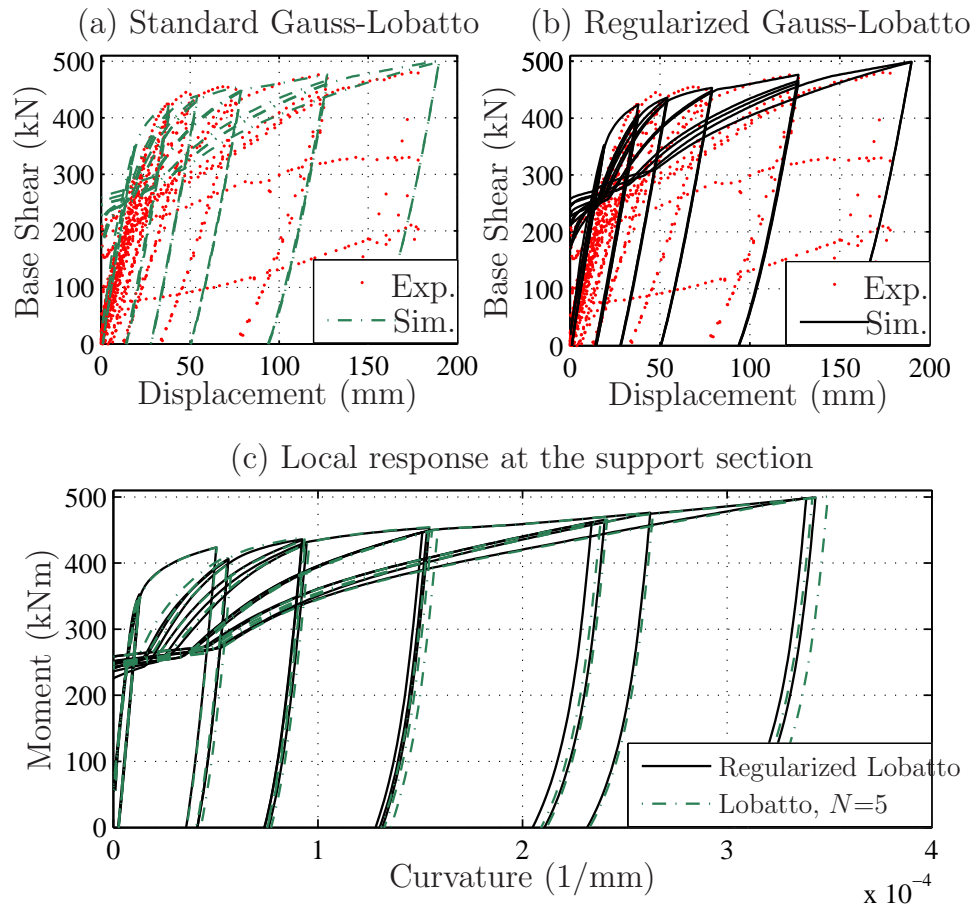 (a) Standard Gauss-Lobatto
500
400
300
200
100
0
Base Shear (kN)
0 50 100 150 200
Displacement (mm)
Exp.
Sim.
(b) Regularized Gauss-Lobatto
500
400
300
200
100
0
Base Shear (kN)
0 50 100 150 200
Displacement (mm)
Exp.
Sim.
(c) Local response at the support section
500
400
300
200
100
0
Moment (kNm)
0 1 2 3 4
Curvature (1/mm)
x 10⁻⁴
Regularized Lobatto
Lobatto, N=5